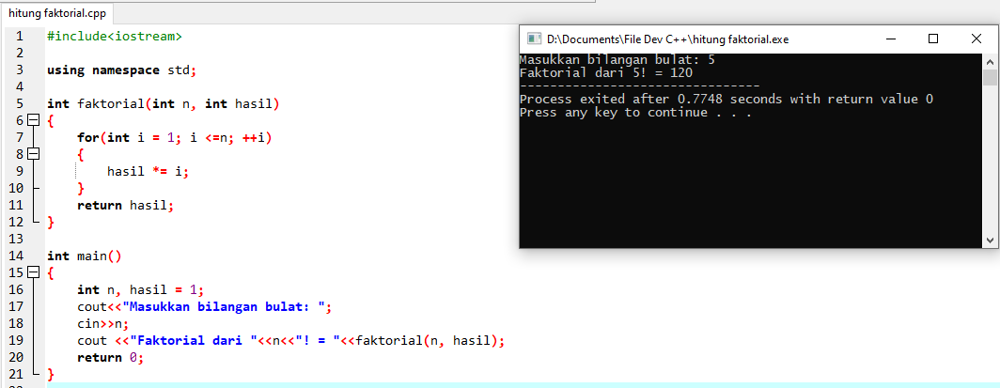 hitung faktorial.cpp
1 #include<iostream>
2
3 using namespace std;
4
5 int faktorial(int n, int hasil)
6 {
7 for(int i = 1; i <=n; ++i)
8 {
9 hasil *= i;
10 }
11 return hasil;
12 }
13
14 int main()
15 {
16 int n, hasil = 1;
17 cout<<"Masukkan bilangan bulat: ";
18 cin>>n;
19 cout <<"Faktorial dari "<<n<<"! = "<<faktorial(n, hasil);
20 return 0;
21 }
D:\Documents\File Dev C++\hitung faktorial.exe
Masukkan bilangan bulat: 5
Faktorial dari 5! = 120
--------------------------------
Process exited after 0.7748 seconds with return value 0
Press any key to continue . . .